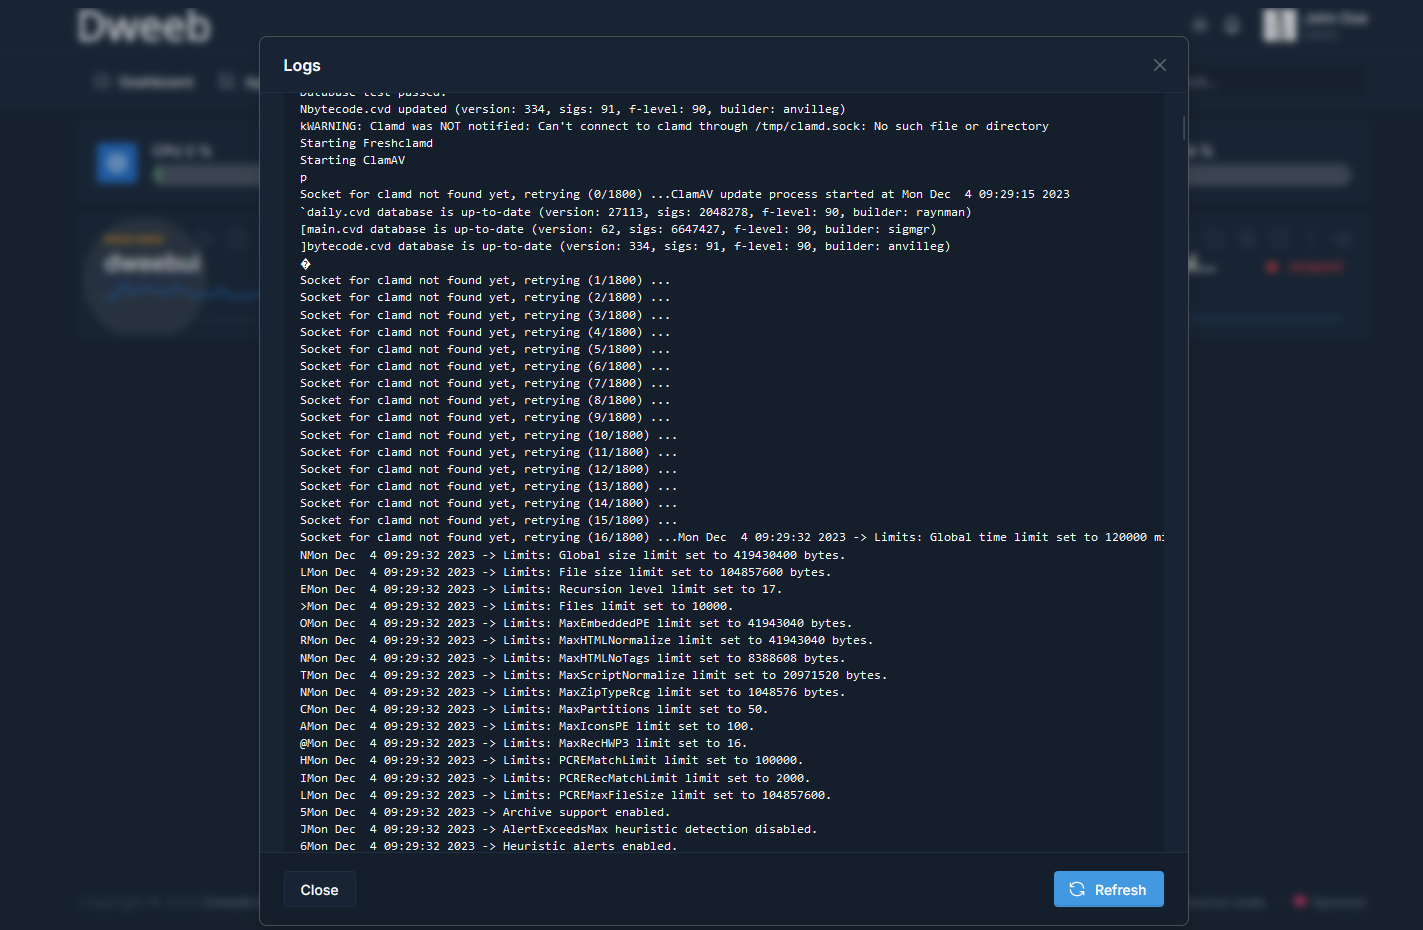 Dweeb
John Doe
Logs
Dashboard
Database test passed.
Nbytecode.cvd updated (version: 334, sigs: 91, f-level: 90, builder: anvilleg)
kWARNING: Clamd was NOT notified: Can't connect to clamd through /tmp/clamd.sock: No such file or directory
Starting Freshclamd
Starting ClamAV
p
Socket for clamd not found yet, retrying (0/1800) ...ClamAV update process started at Mon Dec  4 09:29:15 2023
`daily.cvd database is up-to-date (version: 27113, sigs: 2048278, f-level: 90, builder: raynman)
[main.cvd database is up-to-date (version: 62, sigs: 6647427, f-level: 90, builder: sigmgr)
]bytecode.cvd database is up-to-date (version: 334, sigs: 91, f-level: 90, builder: anvilleg)
�
Socket for clamd not found yet, retrying (1/1800) ...
Socket for clamd not found yet, retrying (2/1800) ...
Socket for clamd not found yet, retrying (3/1800) ...
Socket for clamd not found yet, retrying (4/1800) ...
Socket for clamd not found yet, retrying (5/1800) ...
Socket for clamd not found yet, retrying (6/1800) ...
Socket for clamd not found yet, retrying (7/1800) ...
Socket for clamd not found yet, retrying (8/1800) ...
Socket for clamd not found yet, retrying (9/1800) ...
Socket for clamd not found yet, retrying (10/1800) ...
Socket for clamd not found yet, retrying (11/1800) ...
Socket for clamd not found yet, retrying (12/1800) ...
Socket for clamd not found yet, retrying (13/1800) ...
Socket for clamd not found yet, retrying (14/1800) ...
Socket for clamd not found yet, retrying (15/1800) ...
Socket for clamd not found yet, retrying (16/1800) ...Mon Dec  4 09:29:32 2023 -> Limits: Global time limit set to 120000 mi
NMon Dec  4 09:29:32 2023 -> Limits: Global size limit set to 419430400 bytes.
LMon Dec  4 09:29:32 2023 -> Limits: File size limit set to 104857600 bytes.
EMon Dec  4 09:29:32 2023 -> Limits: Recursion level limit set to 17.
>Mon Dec  4 09:29:32 2023 -> Limits: Files limit set to 10000.
OMon Dec  4 09:29:32 2023 -> Limits: MaxEmbeddedPE limit set to 41943040 bytes.
RMon Dec  4 09:29:32 2023 -> Limits: MaxHTMLNormalize limit set to 41943040 bytes.
NMon Dec  4 09:29:32 2023 -> Limits: MaxHTMLNoTags limit set to 8388608 bytes.
TMon Dec  4 09:29:32 2023 -> Limits: MaxScriptNormalize limit set to 20971520 bytes.
NMon Dec  4 09:29:32 2023 -> Limits: MaxZipTypeRcg limit set to 1048576 bytes.
CMon Dec  4 09:29:32 2023 -> Limits: MaxPartitions limit set to 50.
AMon Dec  4 09:29:32 2023 -> Limits: MaxIconsPE limit set to 100.
@Mon Dec  4 09:29:32 2023 -> Limits: MaxRecHWP3 limit set to 16.
HMon Dec  4 09:29:32 2023 -> Limits: PCREMatchLimit limit set to 100000.
IMon Dec  4 09:29:32 2023 -> Limits: PCRERecMatchLimit limit set to 2000.
LMon Dec  4 09:29:32 2023 -> Limits: PCREMaxFileSize limit set to 104857600.
5Mon Dec  4 09:29:32 2023 -> Archive support enabled.
JMon Dec  4 09:29:32 2023 -> AlertExceedsMax heuristic detection disabled.
6Mon Dec  4 09:29:32 2023 -> Heuristic alerts enabled.
CPU 0 %
dweebui
Close
Refresh